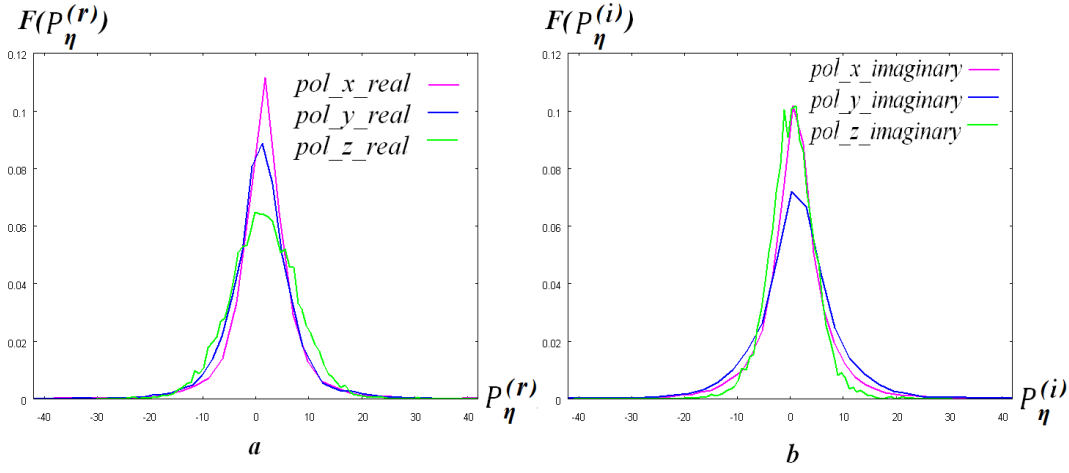 F(P_η^(r))
0.12
0.1
0.08
0.06
0.04
0.02
0
-40 -30 -20 -10 0 10 20 30 40
pol_x_real
pol_y_real
pol_z_real
P_η^(r)
a
F(P_η^(i))
0.12
0.1
0.08
0.06
0.04
0.02
0
-40 -30 -20 -10 0 10 20 30 40
pol_x_imaginary
pol_y_imaginary
pol_z_imaginary
P_η^(i)
b